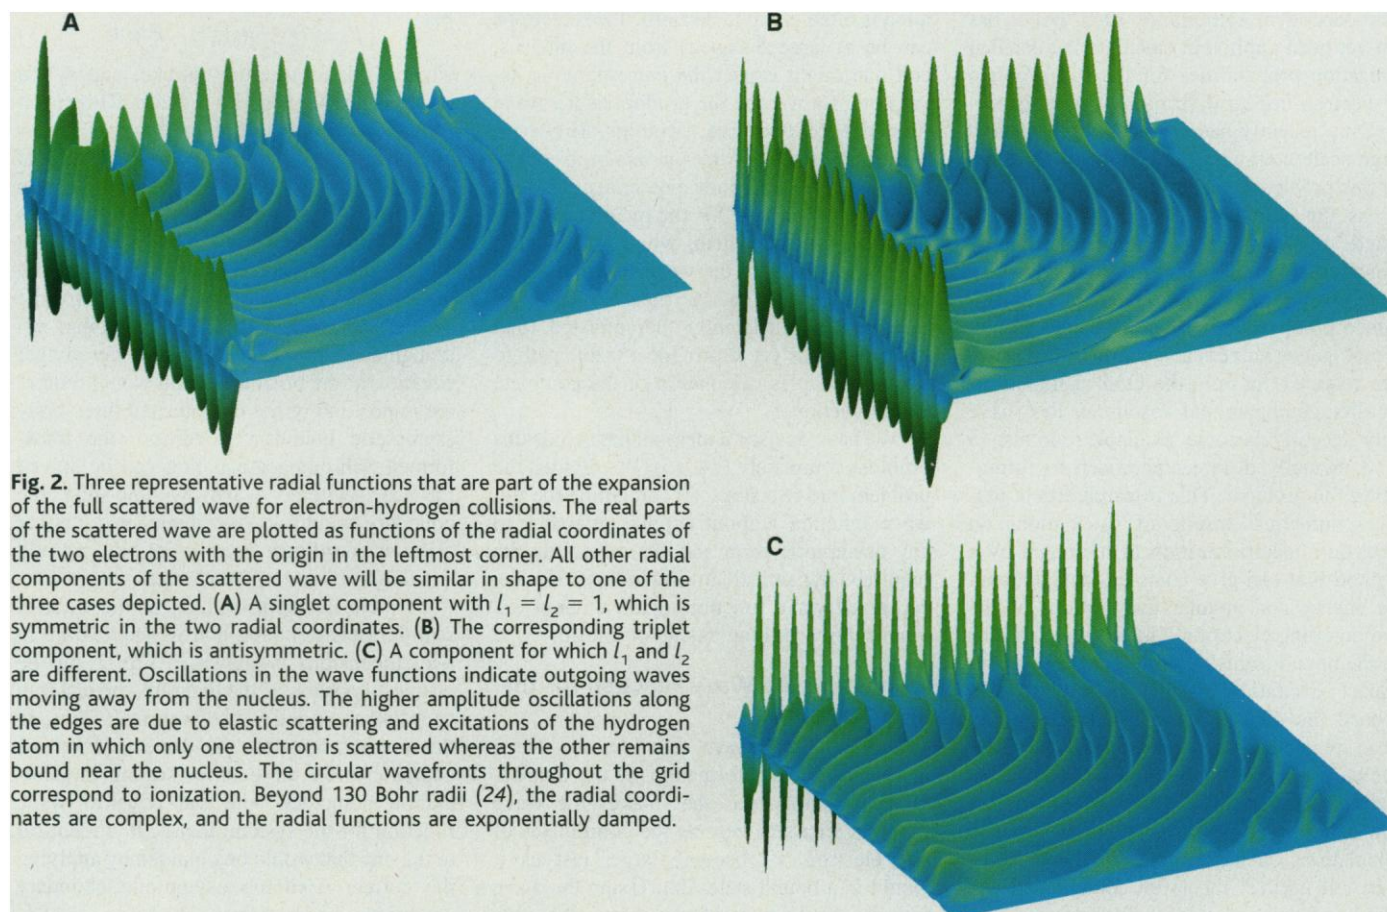 A
B
C
Fig. 2. Three representative radial functions that are part of the expansion
of the full scattered wave for electron-hydrogen collisions. The real parts
of the scattered wave are plotted as functions of the radial coordinates of
the two electrons with the origin in the leftmost corner. All other radial
components of the scattered wave will be similar in shape to one of the
three cases depicted. (A) A singlet component with l₁ = l₂ = 1, which is
symmetric in the two radial coordinates. (B) The corresponding triplet
component, which is antisymmetric. (C) A component for which l₁ and l₂
are different. Oscillations in the wave functions indicate outgoing waves
moving away from the nucleus. The higher amplitude oscillations along
the edges are due to elastic scattering and excitations of the hydrogen
atom in which only one electron is scattered whereas the other remains
bound near the nucleus. The circular wavefronts throughout the grid
correspond to ionization. Beyond 130 Bohr radii (24), the radial coordi-
nates are complex, and the radial functions are exponentially damped.